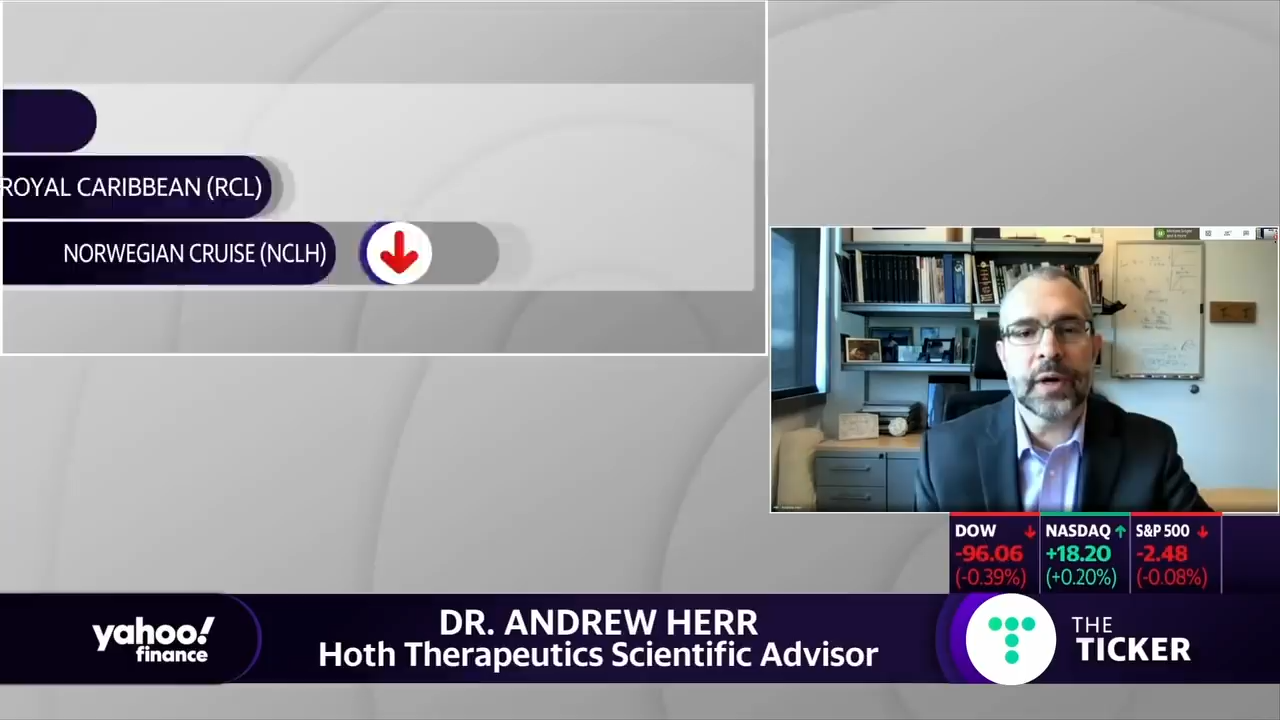 ROYAL CARIBBEAN (RCL)
NORWEGIAN CRUISE (NCLH)
DOW
-96.06
(-0.39%)
NASDAQ
+18.20
(+0.20%)
S&P 500
-2.48
(-0.08%)
yahoo!
finance
DR. ANDREW HERR
Hoth Therapeutics Scientific Advisor
THE
TICKER